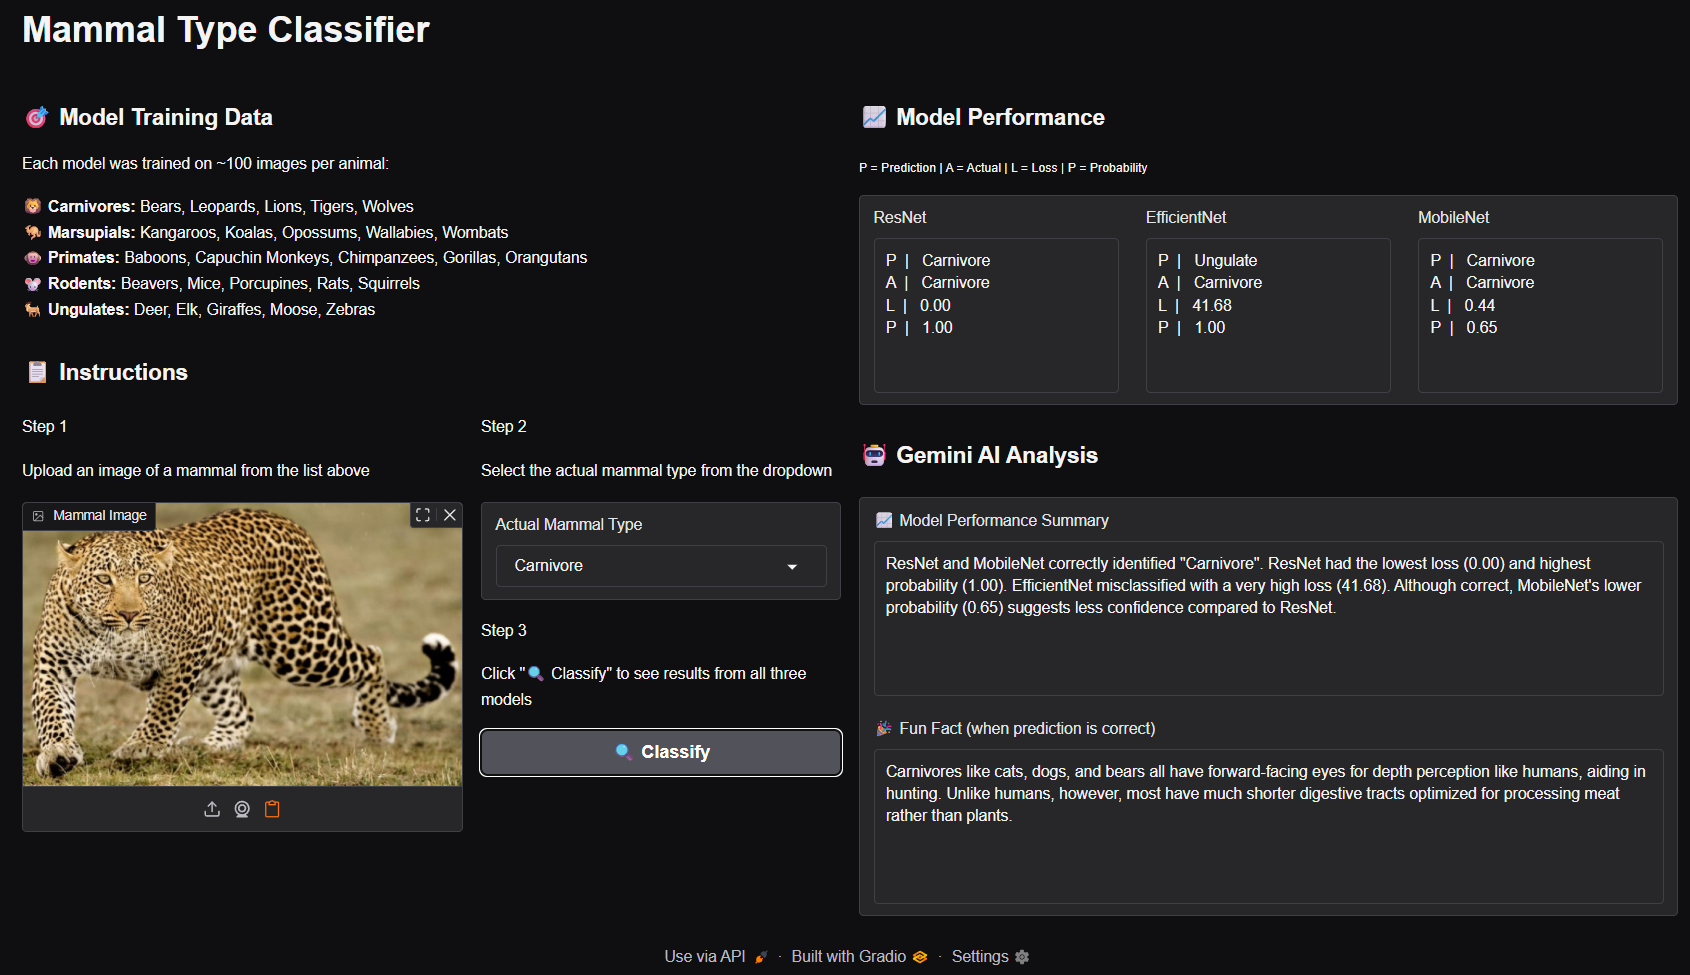 Mammal Type Classifier
🎯 Model Training Data
Each model was trained on ~100 images per animal:
🦁 Carnivores: Bears, Leopards, Lions, Tigers, Wolves
🦘 Marsupials: Kangaroos, Koalas, Opossums, Wallabies, Wombats
🐵 Primates: Baboons, Capuchin Monkeys, Chimpanzees, Gorillas, Orangutans
🐭 Rodents: Beavers, Mice, Porcupines, Rats, Squirrels
🐂 Ungulates: Deer, Elk, Giraffes, Moose, Zebras
📋 Instructions
Step 1
Upload an image of a mammal from the list above
Mammal Image
Step 2
Select the actual mammal type from the dropdown
Actual Mammal Type
Carnivore
Step 3
Click "🔍 Classify" to see results from all three
models
🔍 Classify
📈 Model Performance
P = Prediction | A = Actual | L = Loss | P = Probability
ResNet
P | Carnivore
A | Carnivore
L | 0.00
P | 1.00
EfficientNet
P | Ungulate
A | Carnivore
L | 41.68
P | 1.00
MobileNet
P | Carnivore
A | Carnivore
L | 0.44
P | 0.65
🤖 Gemini AI Analysis
📈 Model Performance Summary
ResNet and MobileNet correctly identified "Carnivore". ResNet had the lowest loss (0.00) and highest
probability (1.00). EfficientNet misclassified with a very high loss (41.68). Although correct, MobileNet's lower
probability (0.65) suggests less confidence compared to ResNet.
🎉 Fun Fact (when prediction is correct)
Carnivores like cats, dogs, and bears all have forward-facing eyes for depth perception like humans, aiding in
hunting. Unlike humans, however, most have much shorter digestive tracts optimized for processing meat
rather than plants.
Use via API 🚀 · Built with Gradio · Settings ⚙️